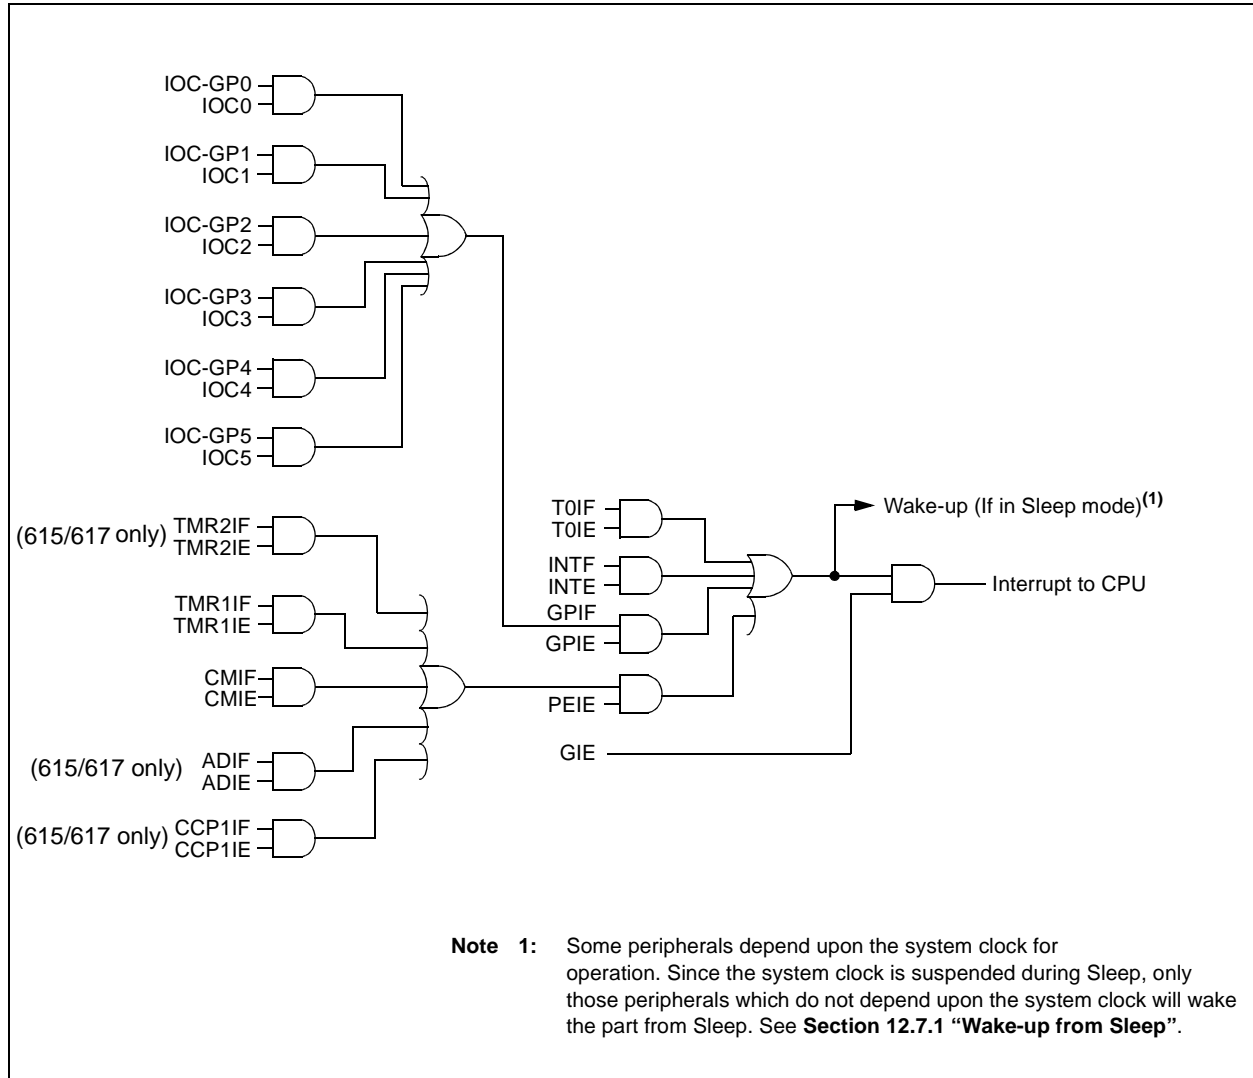 IOC-GP0
IOC0
IOC-GP1
IOC1
IOC-GP2
IOC2
IOC-GP3
IOC3
IOC-GP4
IOC4
IOC-GP5
IOC5
(615/617 only) TMR2IF
TMR2IE
TMR1IF
TMR1IE
CMIF
CMIE
(615/617 only) ADIF
ADIE
(615/617 only) CCP1IF
CCP1IE
T0IF
T0IE
INTF
INTE
GPIF
GPIE
PEIE
GIE
Wake-up (If in Sleep mode)(1)
Interrupt to CPU
Note 1: Some peripherals depend upon the system clock for
operation. Since the system clock is suspended during Sleep, only
those peripherals which do not depend upon the system clock will wake
the part from Sleep. See Section 12.7.1 “Wake-up from Sleep”.